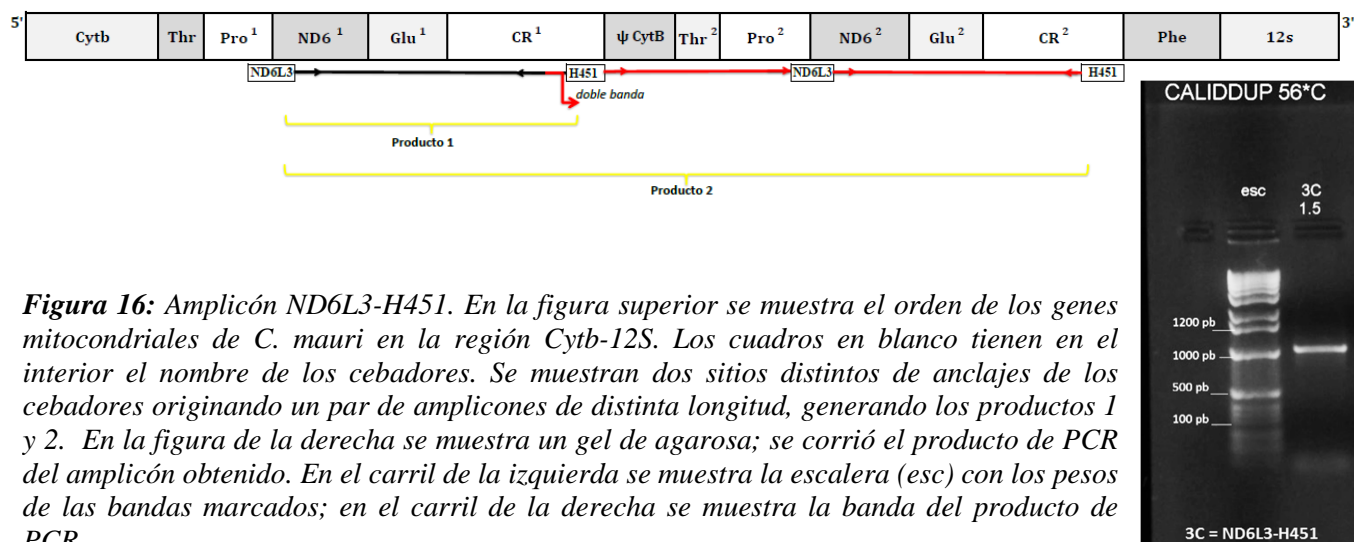 5' 3'
Cytb Thr Pro 1 ND6 1 Glu 1 CR 1 ψ CytB Thr 2 Pro 2 ND6 2 Glu 2 CR 2 Phe 12s
ND6L3 H451 ND6L3 H451
doble banda
Producto 1
Producto 2
CALIDDUP 56*C
esc 3C
1.5
1200 pb
1000 pb
500 pb
100 pb
3C = ND6L3-H451
Figura 16: Amplicón ND6L3-H451. En la figura superior se muestra el orden de los genes
mitocondriales de C. mauri en la región Cytb-12S. Los cuadros en blanco tienen en el
interior el nombre de los cebadores. Se muestran dos sitios distintos de anclajes de los
cebadores originando un par de amplicones de distinta longitud, generando los productos 1
y 2. En la figura de la derecha se muestra un gel de agarosa; se corrió el producto de PCR
del amplicón obtenido. En el carril de la izquierda se muestra la escalera (esc) con los pesos
de las bandas marcados; en el carril de la derecha se muestra la banda del producto de
PCR